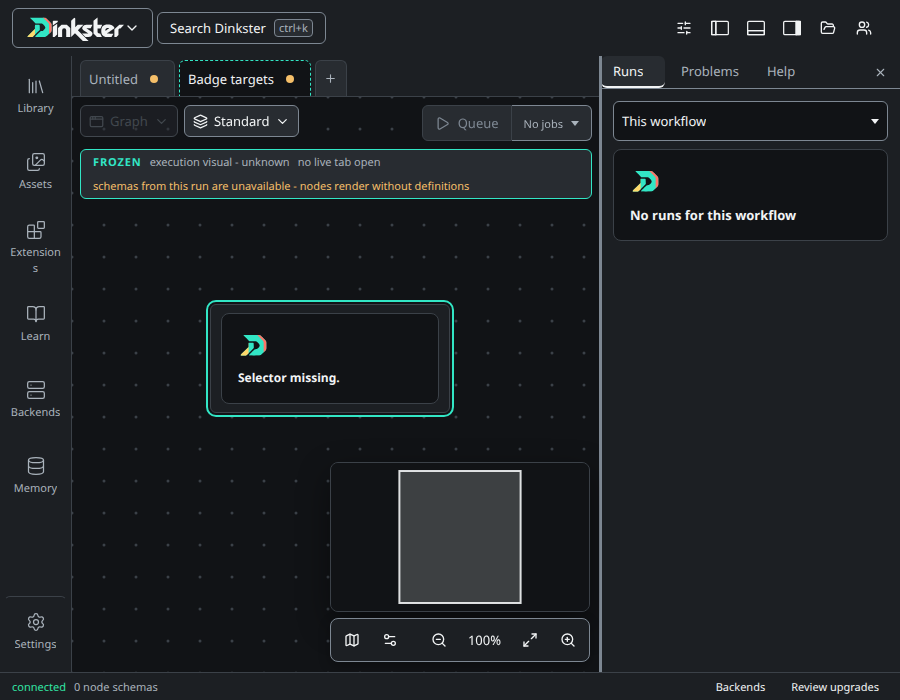 Dinkster
Search Dinkster ctrl+k
Library
Assets
Extension
s
Learn
Backends
Memory
Settings
Untitled
Badge targets
+
Graph
Standard
Queue
No jobs
FROZEN execution visual - unknown no live tab open
schemas from this run are unavailable - nodes render without definitions
Selector missing.
100%
Runs
Problems
Help
This workflow
No runs for this workflow
connected 0 node schemas
Backends
Review upgrades